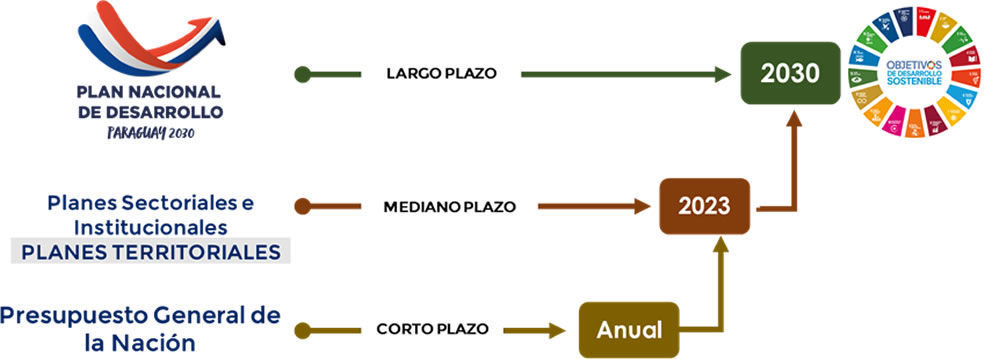 PLAN NACIONAL
DE DESARROLLO
PARAGUAY 2030
LARGO PLAZO
2030
OBJETIVOS
DE DESARROLLO
SOSTENIBLE
Planes Sectoriales e
Institucionales
PLANES TERRITORIALES
MEDIANO PLAZO
2023
Presupuesto General de
la Nación
CORTO PLAZO
Anual